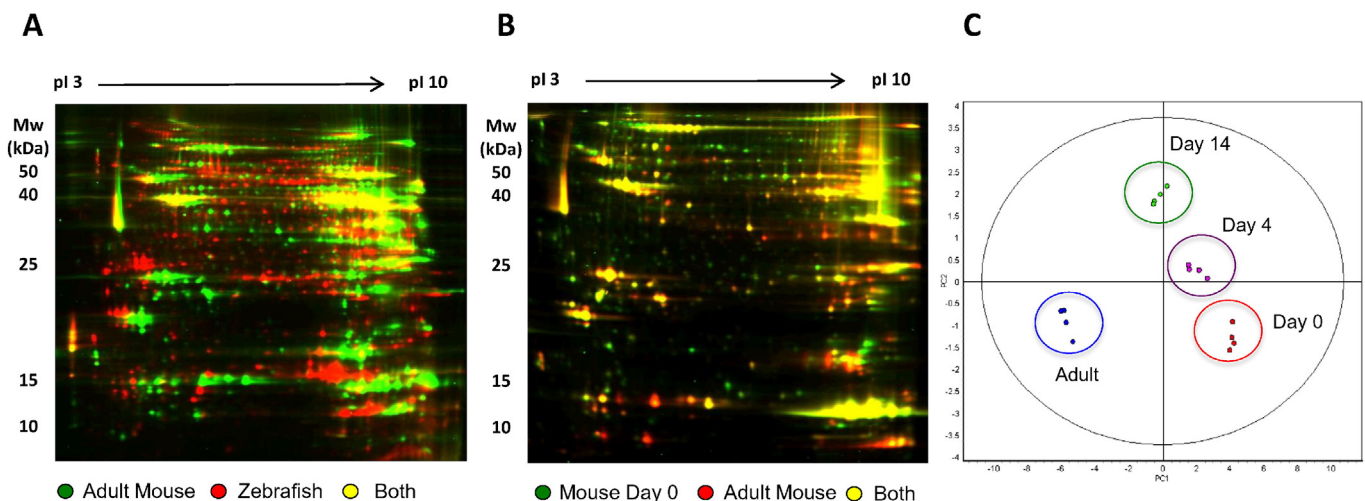 A
pI 3
pI 10
Mw
(kDa)
50
40
25
15
10
Adult Mouse
Zebrafish
Both
B
pI 3
pI 10
Mw
(kDa)
50
40
25
15
10
Mouse Day 0
Adult Mouse
Both
C
4
3.5
3
2.5
2
1.5
1
0.5
0
-0.5
-1
-1.5
-2
-2.5
-3
-3.5
-4
PC2
Day 14
Day 4
Day 0
Adult
-10 -8 -6 -4 -2 0 2 4 6 8 10
PC1